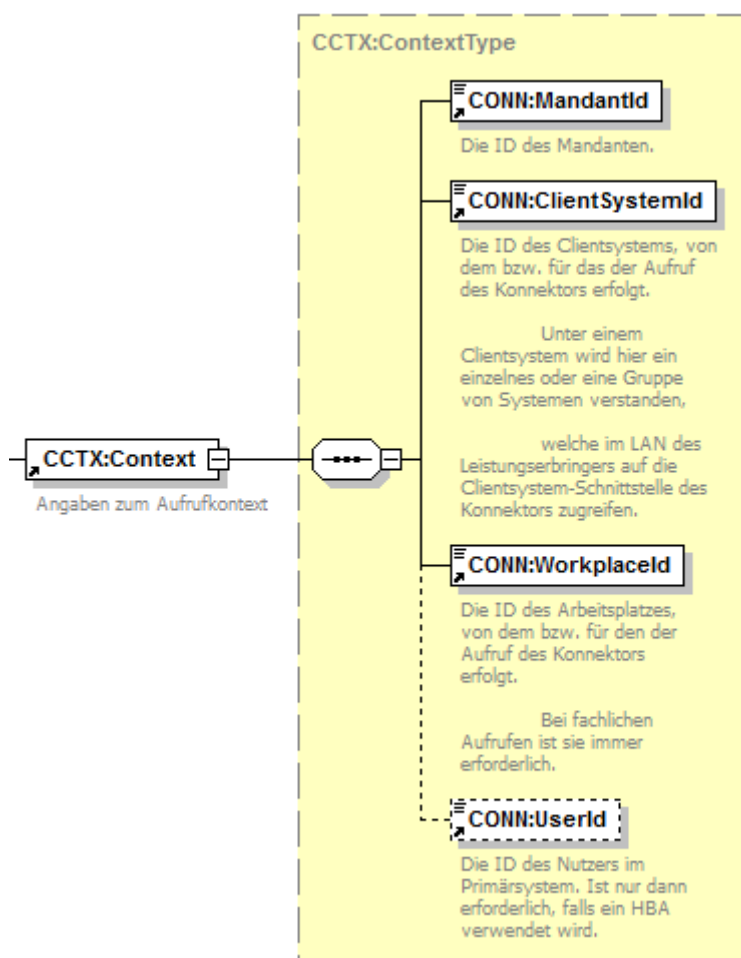 CCTX:ContextType
CONN:MandantId
Die ID des Mandanten.
CONN:ClientSystemId
Die ID des Clientsystems, von
dem bzw. für das der Aufruf
des Konnektors erfolgt.
Unter einem
Clientsystem wird hier ein
einzelnes oder eine Gruppe
von Systemen verstanden,
welche im LAN des
Leistungserbringers auf die
Clientsystem-Schnittstelle des
Konnektors zugreifen.
CCTX:Context
Angaben zum Aufrufkontext
CONN:WorkplaceId
Die ID des Arbeitsplatzes,
von dem bzw. für den der
Aufruf des Konnektors
erfolgt.
Bei fachlichen
Aufrufen ist sie immer
erforderlich.
CONN:UserId
Die ID des Nutzers im
Primärsystem. Ist nur dann
erforderlich, falls ein HBA
verwendet wird.